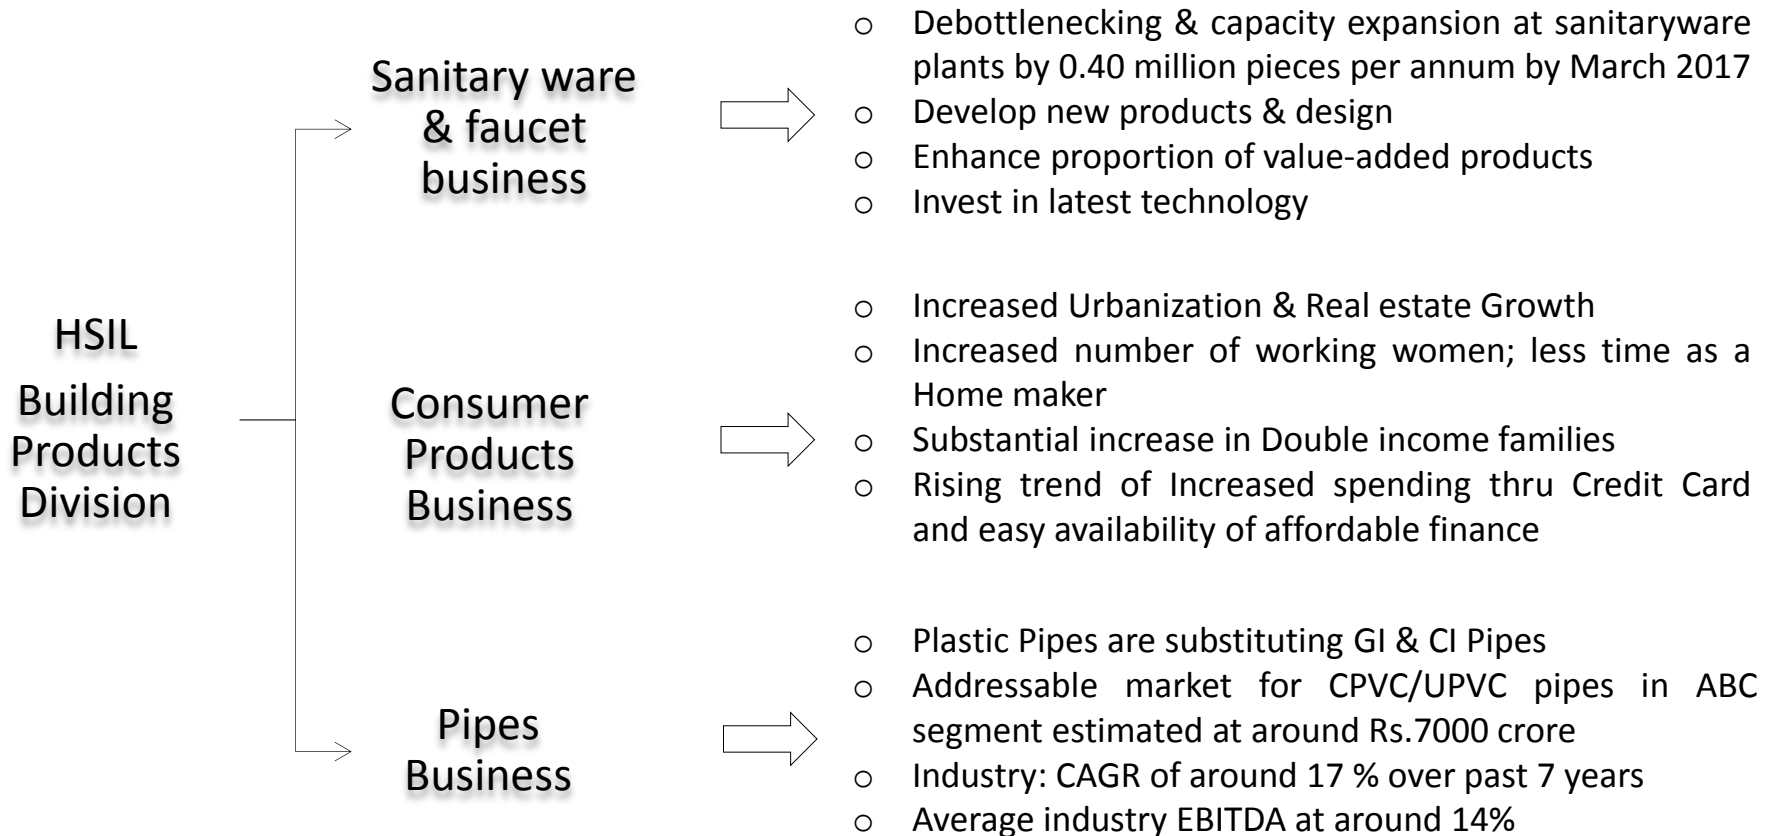 HSIL
Building
Products
Division
Sanitary ware
& faucet
business
o Debottlenecking & capacity expansion at sanitaryware
plants by 0.40 million pieces per annum by March 2017
o Develop new products & design
o Enhance proportion of value-added products
o Invest in latest technology
Consumer
Products
Business
o Increased Urbanization & Real estate Growth
o Increased number of working women; less time as a
Home maker
o Substantial increase in Double income families
o Rising trend of Increased spending thru Credit Card
and easy availability of affordable finance
Pipes
Business
o Plastic Pipes are substituting GI & CI Pipes
o Addressable market for CPVC/UPVC pipes in ABC
segment estimated at around Rs.7000 crore
o Industry: CAGR of around 17 % over past 7 years
o Average industry EBITDA at around 14%